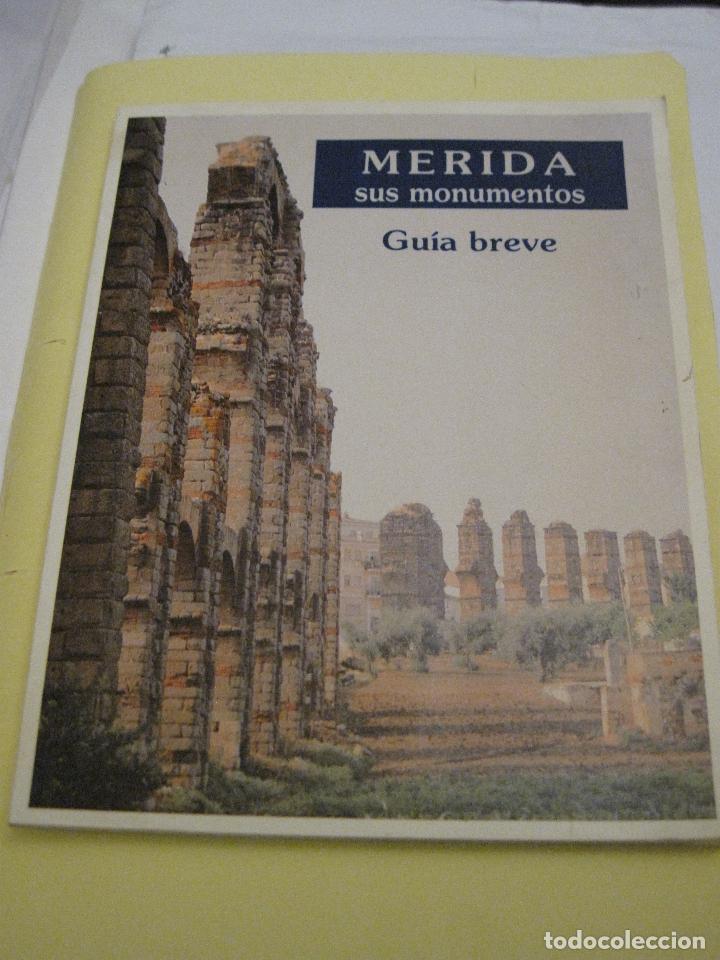 MERIDA
sus monumentos
Guía breve
todocoleccion